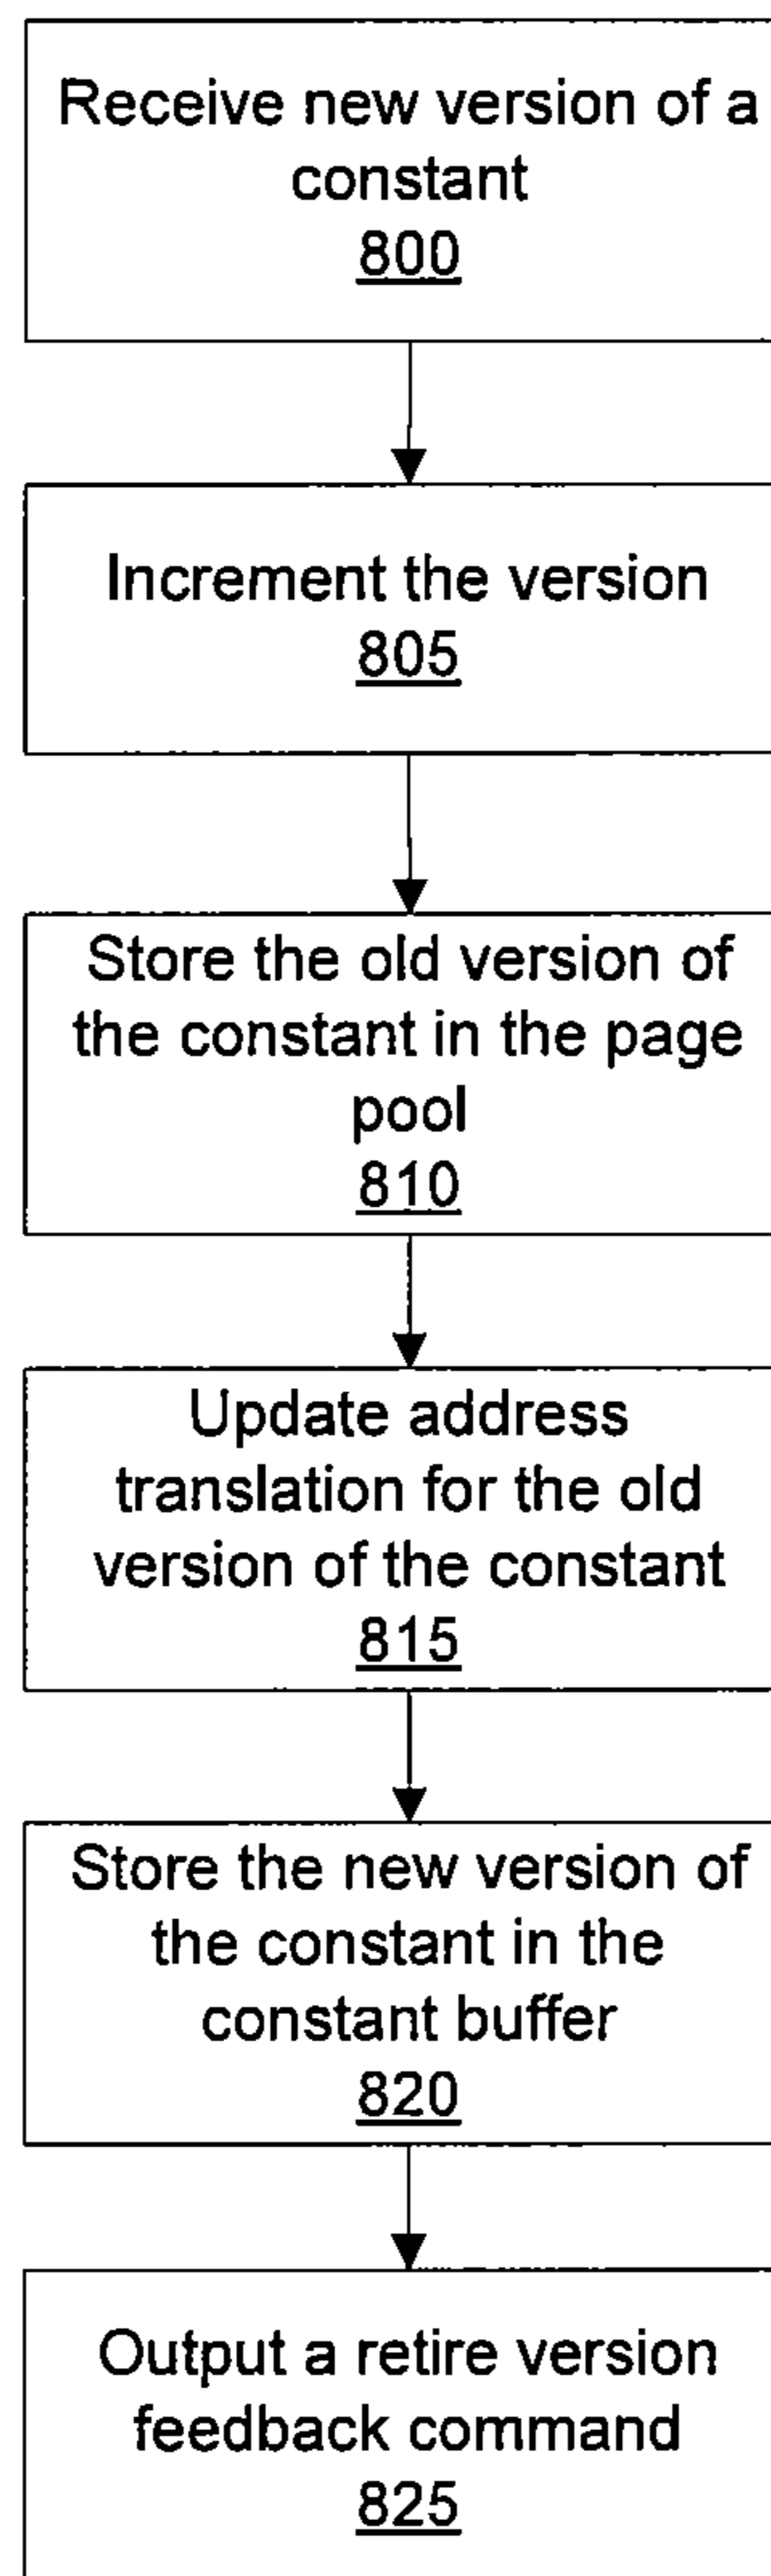 Receive new version of a
constant
800
Increment the version
805
Store the old version of
the constant in the page
pool
810
Update address
translation for the old
version of the constant
815
Store the new version of
the constant in the
constant buffer
820
Output a retire version
feedback command
825